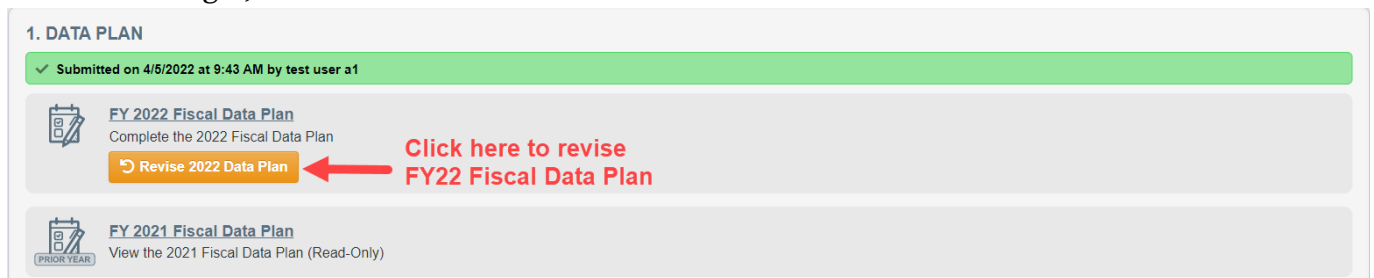 1. DATA PLAN
Submitted on 4/5/2022 at 9:43 AM by test user a1
FY 2022 Fiscal Data Plan
Complete the 2022 Fiscal Data Plan
Revise 2022 Data Plan
Click here to revise
FY22 Fiscal Data Plan
FY 2021 Fiscal Data Plan
View the 2021 Fiscal Data Plan (Read-Only)
PRIOR YEAR